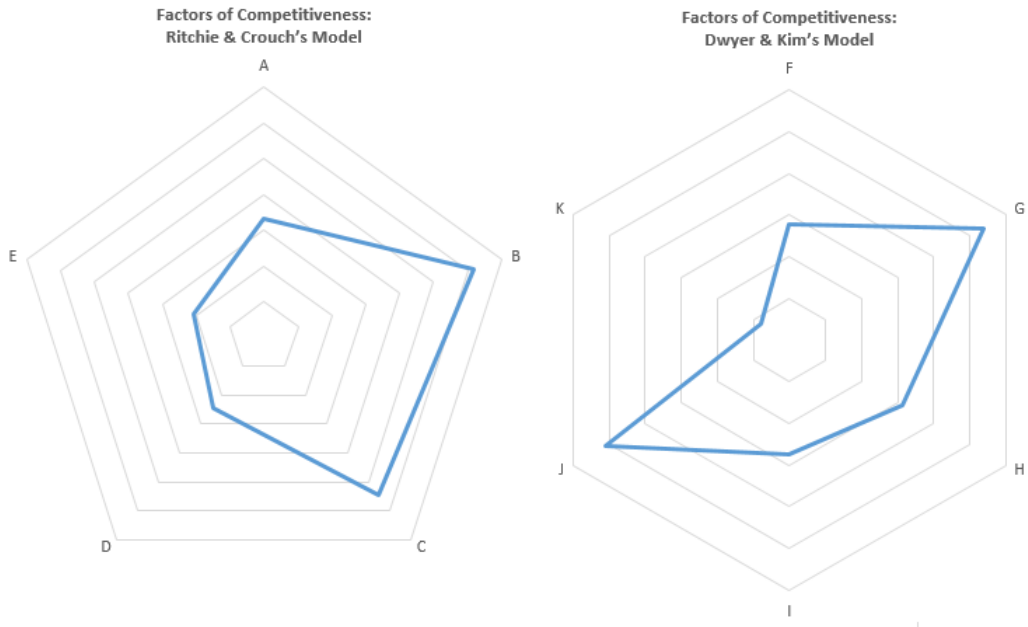 Factors of Competitiveness:
Ritchie & Crouch's Model
A
B
C
D
E
Factors of Competitiveness:
Dwyer & Kim's Model
F
G
H
I
J
K